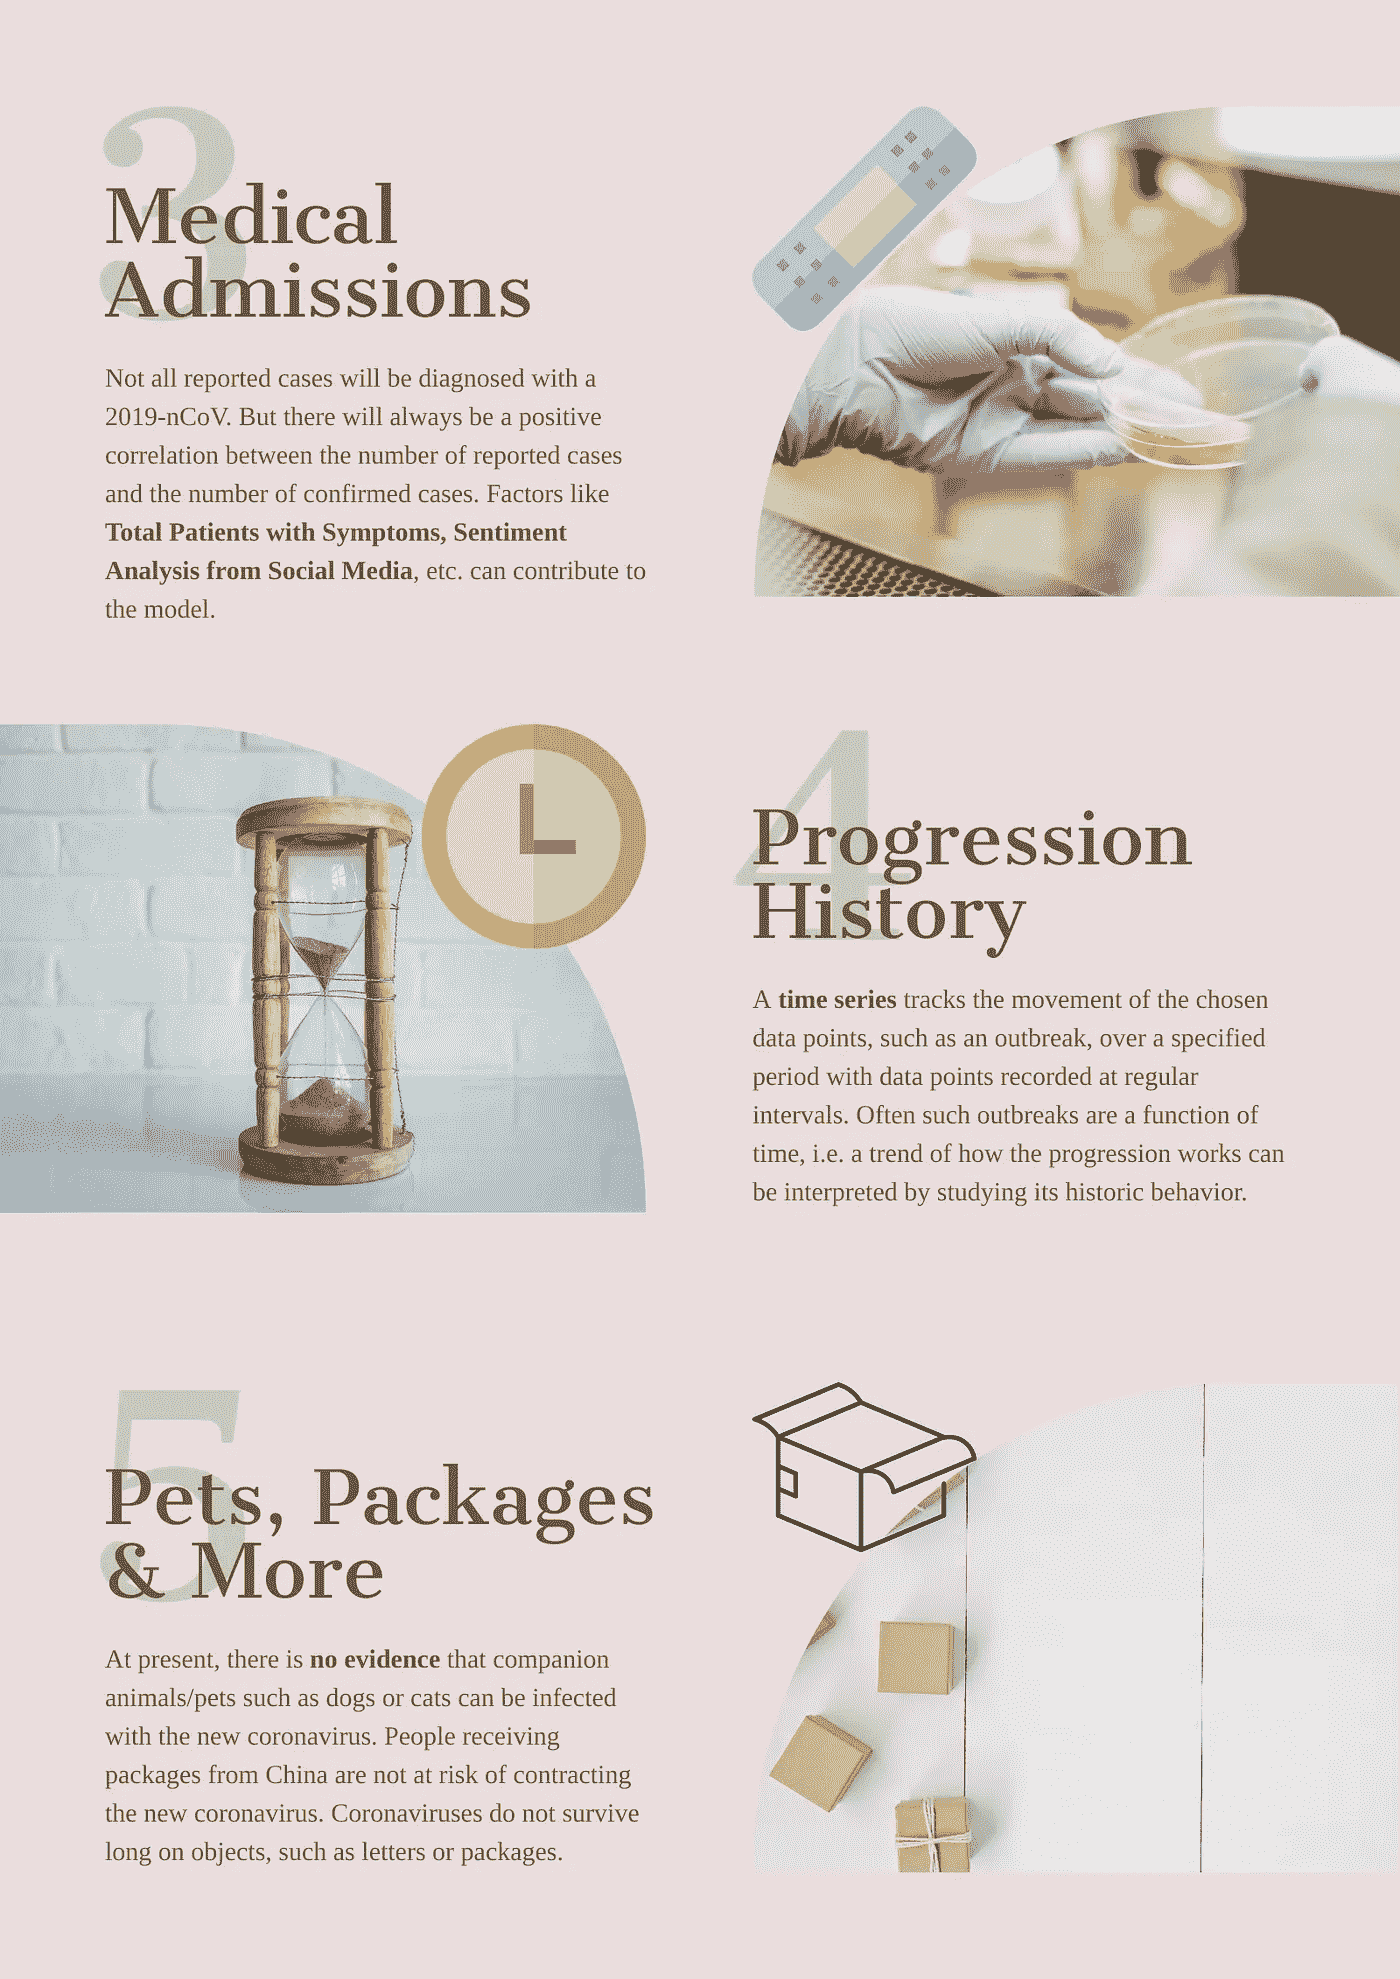 3
Medical
Admissions
Not all reported cases will be diagnosed with a
2019-nCoV. But there will always be a positive
correlation between the number of reported cases
and the number of confirmed cases. Factors like
Total Patients with Symptoms, Sentiment
Analysis from Social Media, etc. can contribute to
the model.
4
Progression
History
A time series tracks the movement of the chosen
data points, such as an outbreak, over a specified
period with data points recorded at regular
intervals. Often such outbreaks are a function of
time, i.e. a trend of how the progression works can
be interpreted by studying its historic behavior.
5
Pets, Packages
& More
At present, there is no evidence that companion
animals/pets such as dogs or cats can be infected
with the new coronavirus. People receiving
packages from China are not at risk of contracting
the new coronavirus. Coronaviruses do not survive
long on objects, such as letters or packages.